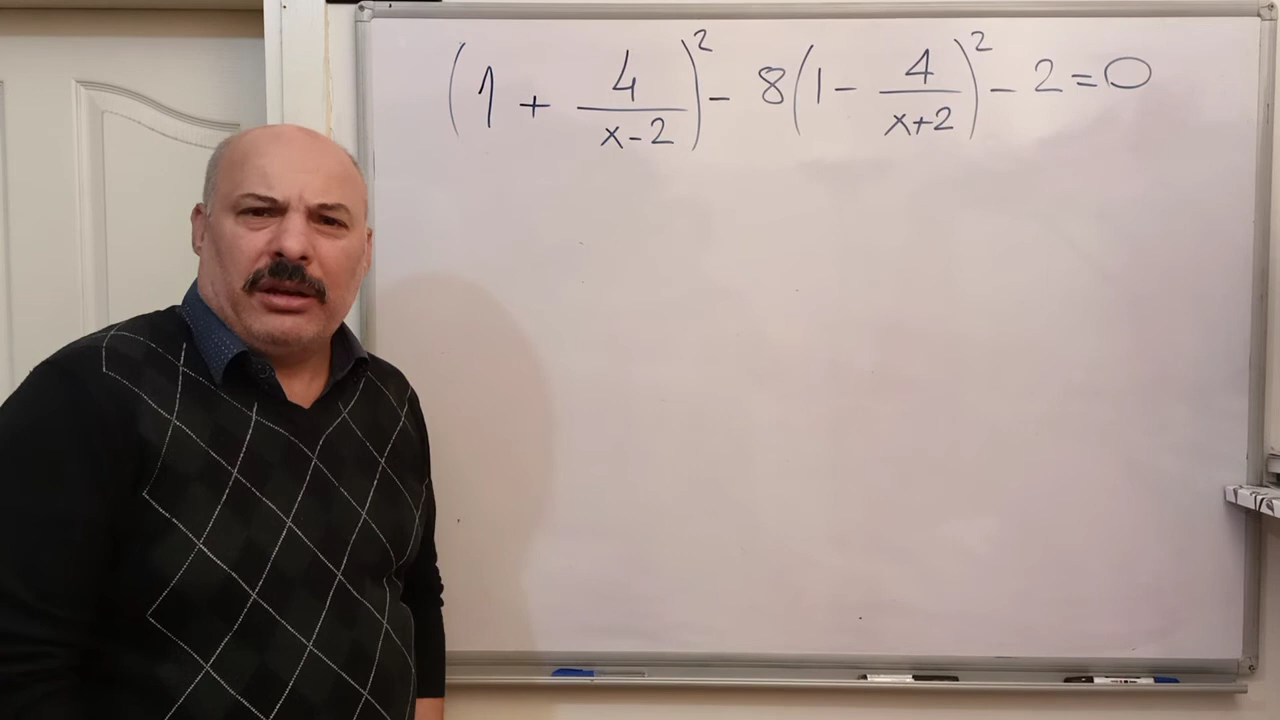 (1 + 4/(x-2))² - 8(1 - 4/(x+2))² - 2 = 0